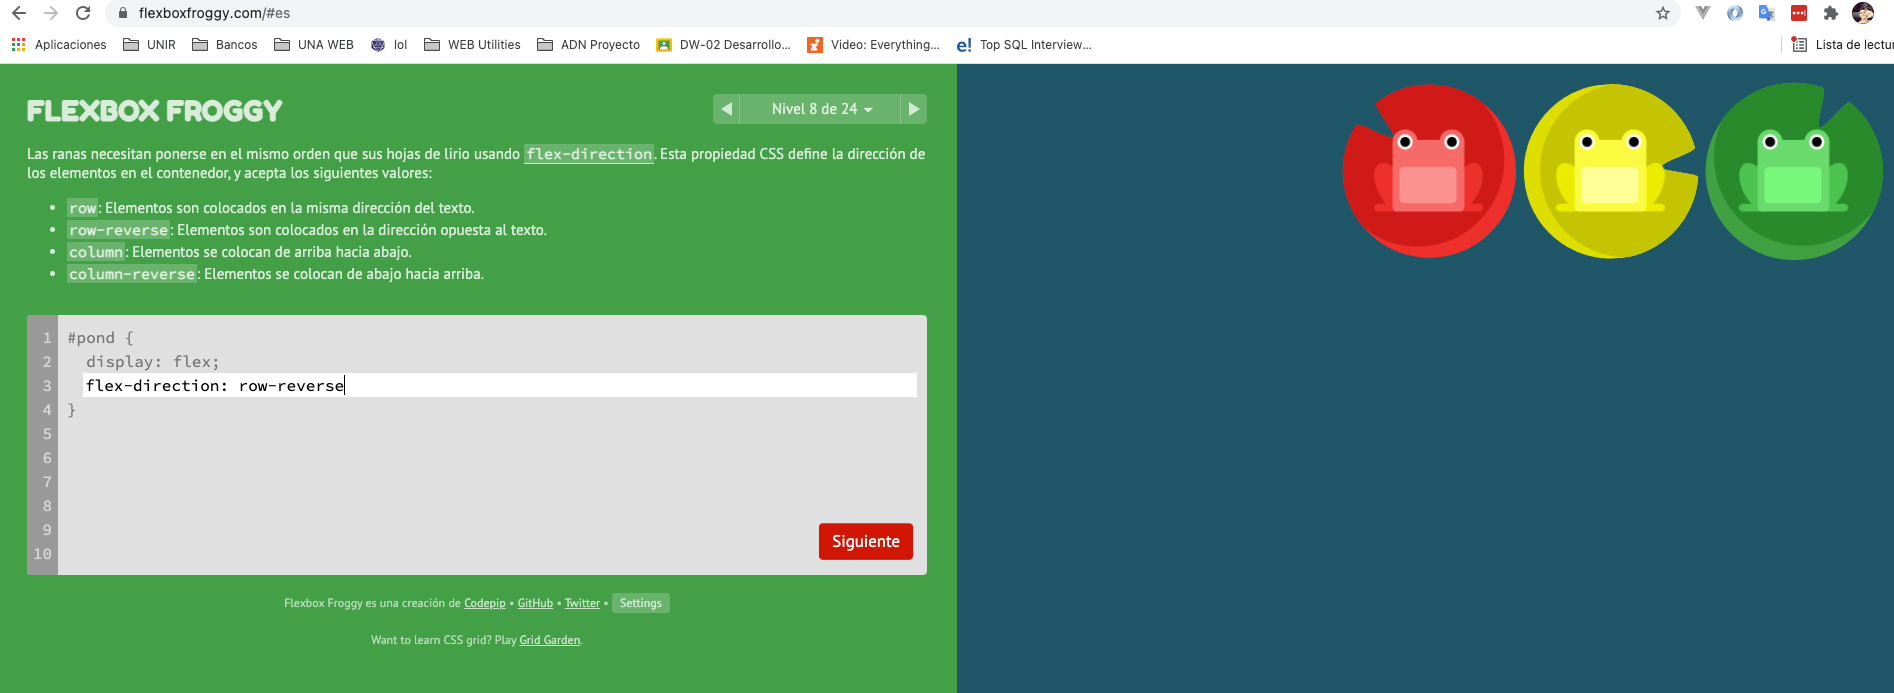 flexboxfroggy.com/#es
Aplicaciones UNIR Bancos UNA WEB lol WEB Utilities ADN Proyecto DW-02 Desarrollo... Video: Everything... e! Top SQL Interview... Lista de lectur
FLEXBOX FROGGY
Nivel 8 de 24
Las ranas necesitan ponerse en el mismo orden que sus hojas de lirio usando flex-direction. Esta propiedad CSS define la dirección de
los elementos en el contenedor, y acepta los siguientes valores:
• row: Elementos son colocados en la misma dirección del texto.
• row-reverse: Elementos son colocados en la dirección opuesta al texto.
• column: Elementos se colocan de arriba hacia abajo.
• column-reverse: Elementos se colocan de abajo hacia arriba.
1 #pond {
2 display: flex;
3 flex-direction: row-reverse
4 }
5
6
7
8
9
10
Siguiente
Flexbox Froggy es una creación de Codepip • GitHub • Twitter • Settings
Want to learn CSS grid? Play Grid Garden.